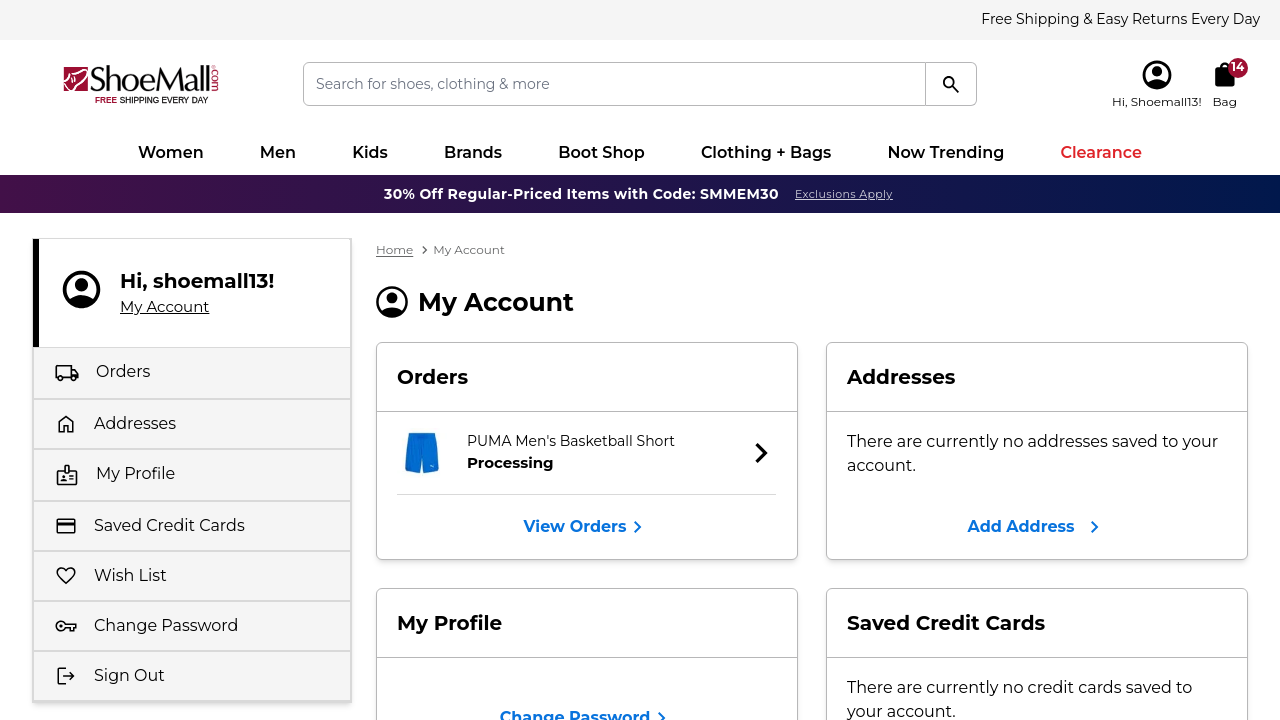 Free Shipping & Easy Returns Every Day
ShoeMall.com
FREE SHIPPING EVERY DAY
Search for shoes, clothing & more
Hi, Shoemall13!
14
Bag
Women Men Kids Brands Boot Shop Clothing + Bags Now Trending Clearance
30% Off Regular-Priced Items with Code: SMMEM30 Exclusions Apply
Hi, shoemall13!
My Account
Orders
Addresses
My Profile
Saved Credit Cards
Wish List
Change Password
Sign Out
Home My Account
My Account
Orders
PUMA Men's Basketball Short
Processing
View Orders
Addresses
There are currently no addresses saved to your
account.
Add Address
My Profile
Change Password
Saved Credit Cards
There are currently no credit cards saved to
your account.